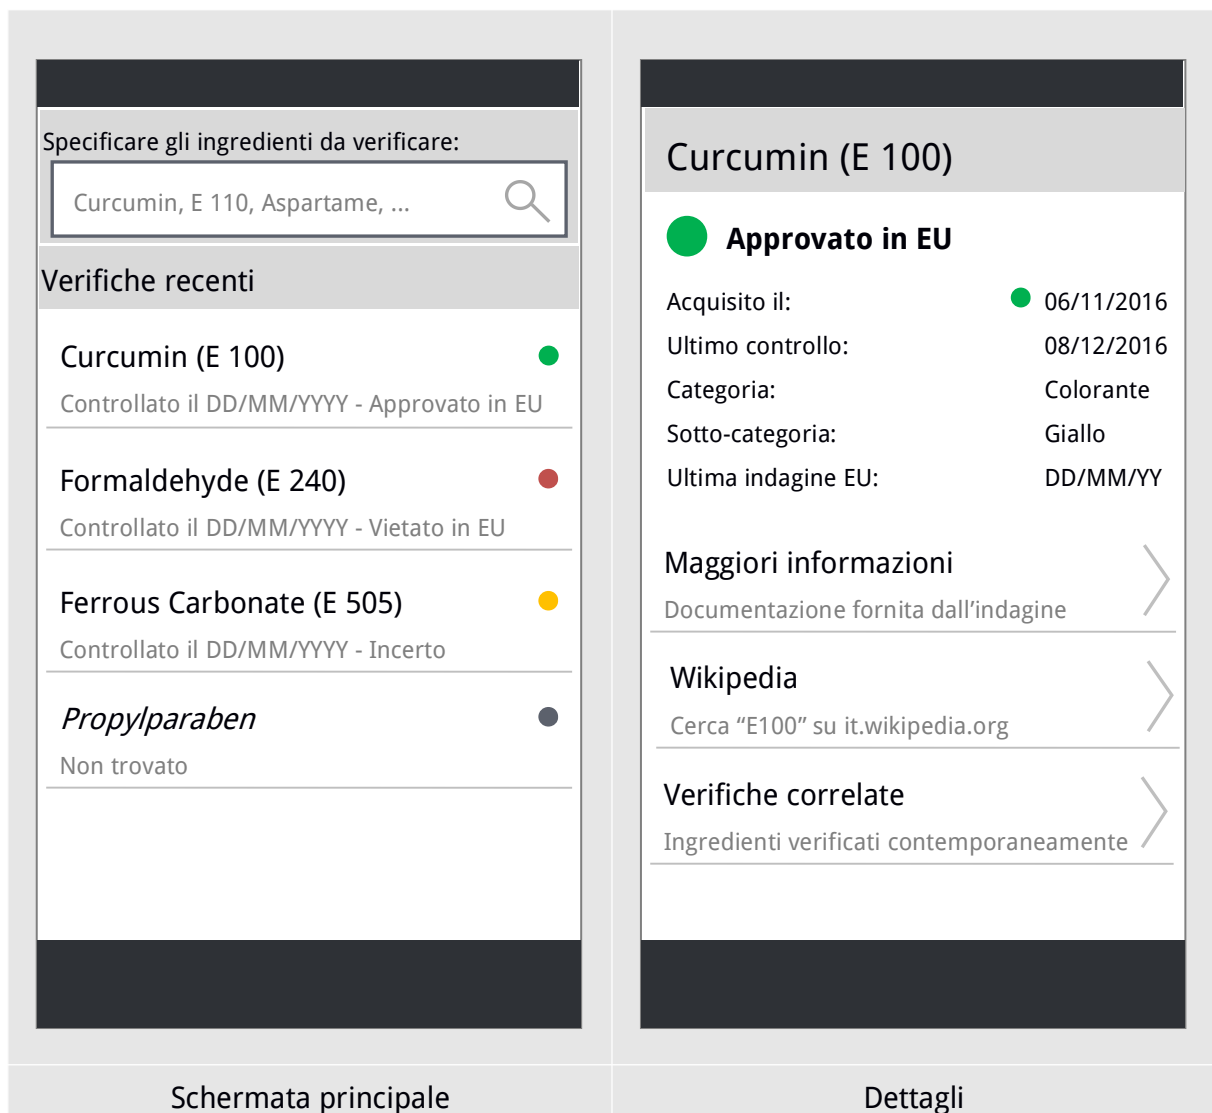 Specificare gli ingredienti da verificare:
Curcumin, E 110, Aspartame, ...
Verifiche recenti
Curcumin (E 100)
Controllato il DD/MM/YYYY - Approvato in EU
Formaldehyde (E 240)
Controllato il DD/MM/YYYY - Vietato in EU
Ferrous Carbonate (E 505)
Controllato il DD/MM/YYYY - Incerto
Propylparaben
Non trovato
Schermata principale
Curcumin (E 100)
Approvato in EU
Acquisito il: 06/11/2016
Ultimo controllo: 08/12/2016
Categoria: Colorante
Sotto-categoria: Giallo
Ultima indagine EU: DD/MM/YY
Maggiori informazioni
Documentazione fornita dall’indagine
Wikipedia
Cerca “E100” su it.wikipedia.org
Verifiche correlate
Ingredienti verificati contemporaneamente
Dettagli